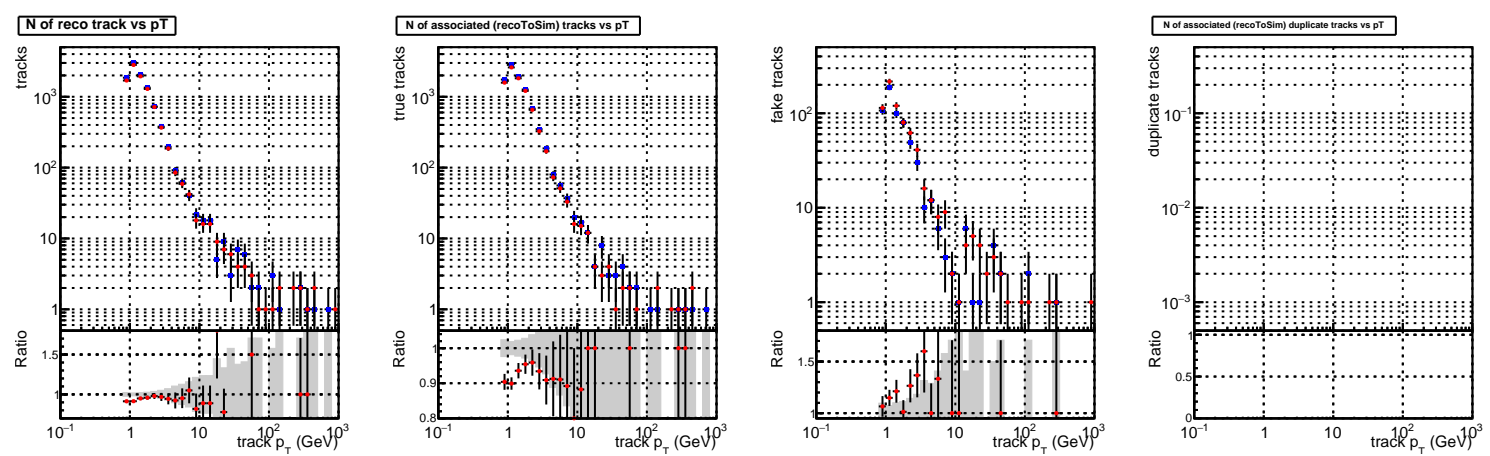 N of reco track vs pT
tracks
10³
10²
10
1
Ratio
1.5
1
10⁻¹ 1 10 10² 10³
track p_T (GeV)
N of associated (recoToSim) tracks vs pT
true tracks
10³
10²
10
1
Ratio
1
0.9
0.8
10⁻¹ 1 10 10² 10³
track p_T (GeV)
fake tracks
10²
10
1
Ratio
1.5
1
10⁻¹ 1 10 10² 10³
track p_T (GeV)
N of associated (recoToSim) duplicate tracks vs pT
duplicate tracks
10⁻¹
10⁻²
10⁻³
Ratio
1
0.5
0
10⁻¹ 1 10 10² 10³
track p_T (GeV)